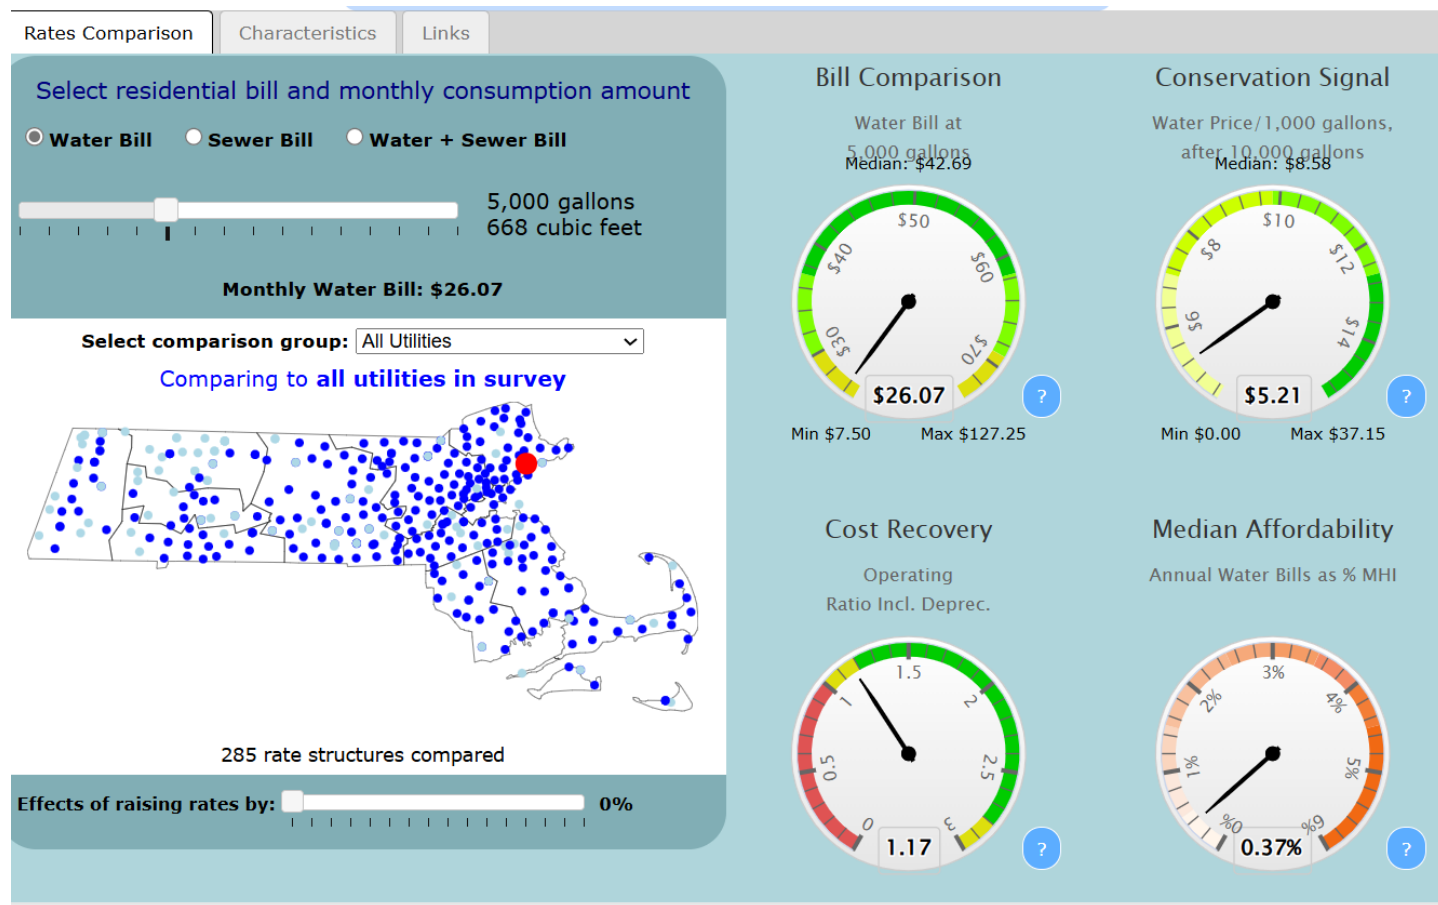 Rates Comparison
Characteristics
Links
Select residential bill and monthly consumption amount
Water Bill
Sewer Bill
Water + Sewer Bill
5,000 gallons
668 cubic feet
Monthly Water Bill: $26.07
Select comparison group: All Utilities
Comparing to all utilities in survey
285 rate structures compared
Effects of raising rates by: 0%
Bill Comparison
Water Bill at
5,000 gallons
Median: $42.69
$30
$40
$50
$60
$70
$26.07
?
Min $7.50
Max $127.25
Conservation Signal
Water Price/1,000 gallons,
after 10,000 gallons
Median: $8.58
$6
$8
$10
$12
$14
$5.21
?
Min $0.00
Max $37.15
Cost Recovery
Operating
Ratio Incl. Deprec.
0
0.5
1
1.5
2
2.5
3
1.17
?
Median Affordability
Annual Water Bills as % MHI
0%
1%
2%
3%
4%
5%
6%
0.37%
?